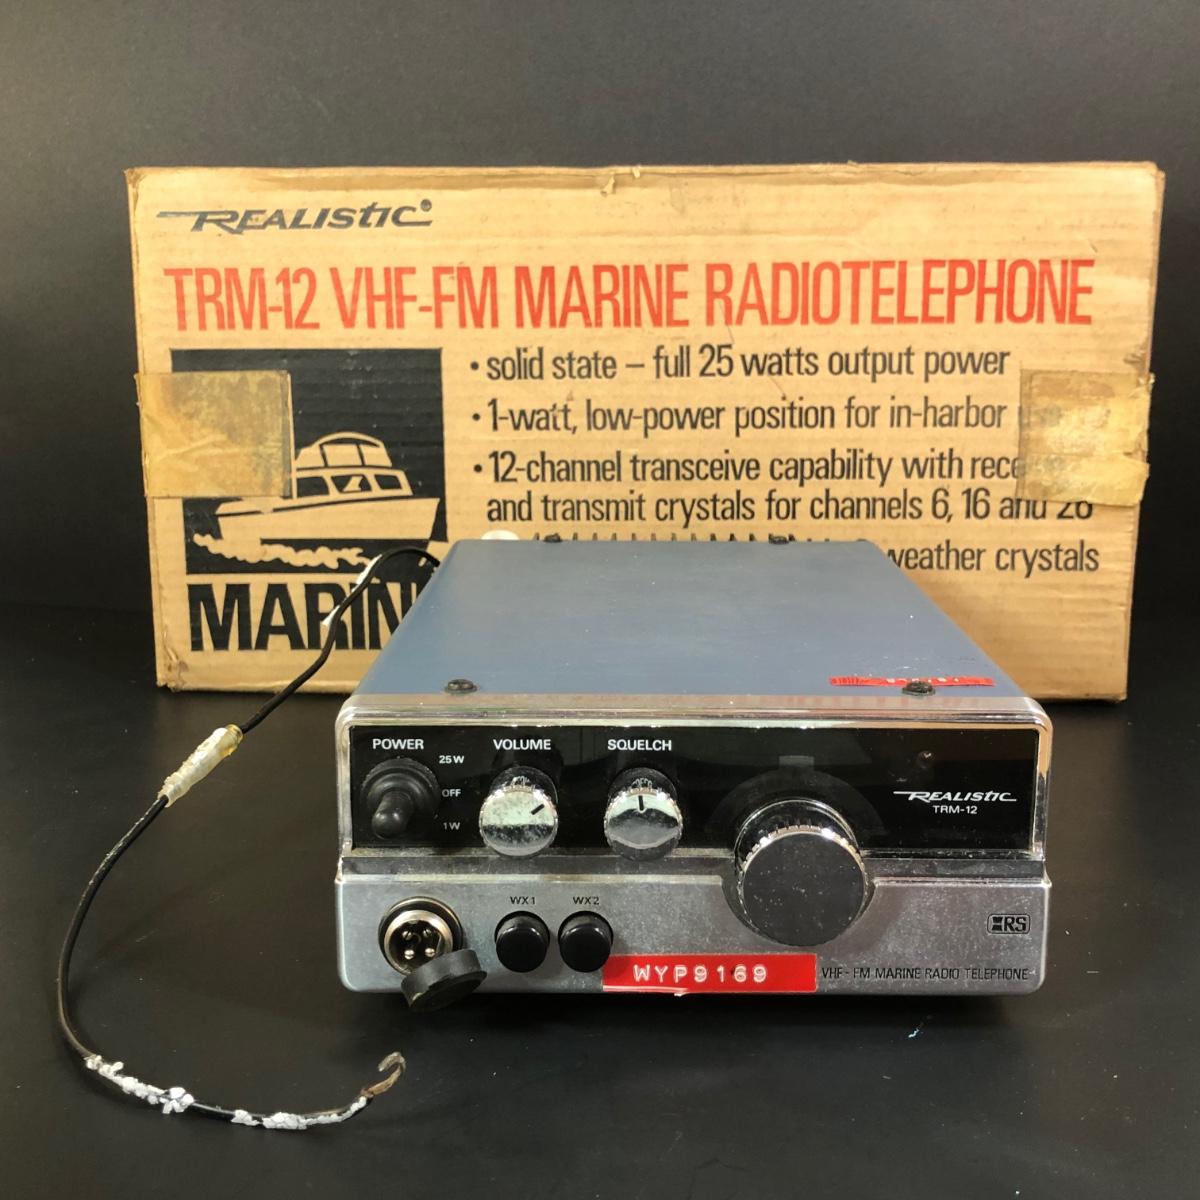 REALISTIC
TRM-12 VHF-FM MARINE RADIOTELEPHONE
• solid state – full 25 watts output power
• 1-watt, low-power position for in-harbor
• 12-channel transceive capability with rece
and transmit crystals for channels 6, 16 and 26
weather crystals
MARIN
POWER
25W
OFF
1W
VOLUME
SQUELCH
REALISTIC
TRM-12
WX1
WX2
RS
WYP9169
VHF-FM MARINE RADIO TELEPHONE